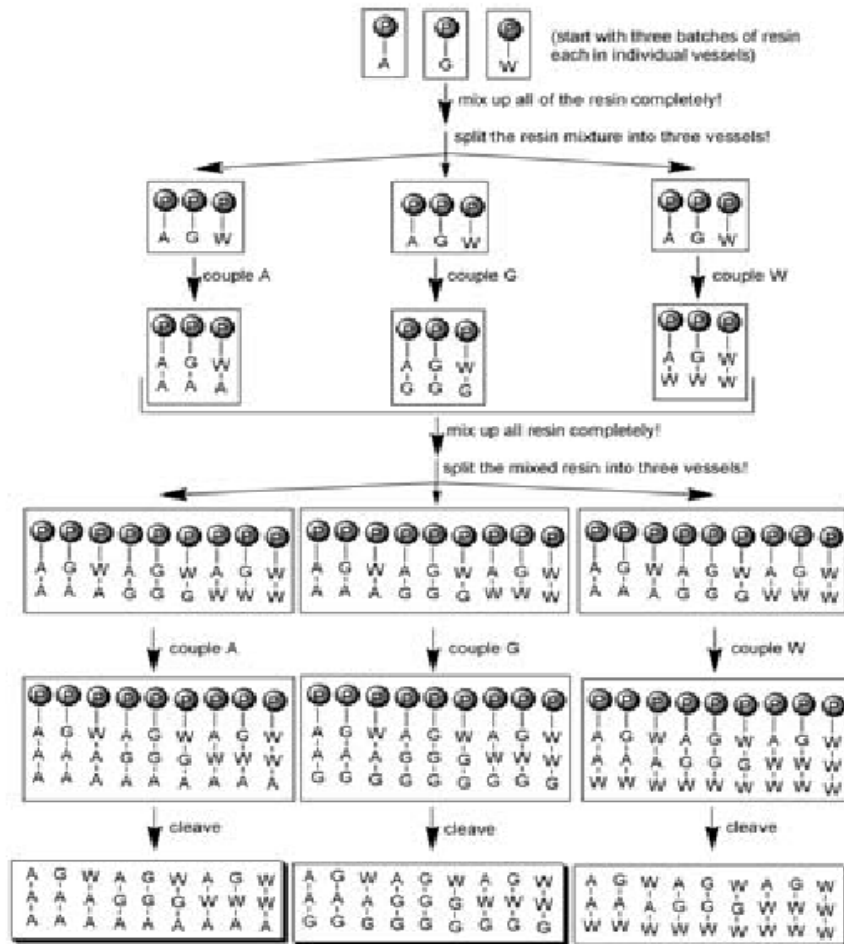 P P P
A G W
(start with three batches of resin
each in individual vessels)
mix up all of the resin completely!
split the resin mixture into three vessels!
P P P P P P P P P
A G W A G W A G W
couple A couple G couple W
P P P P P P P P P
A G W A G W A G W
A A A G G G W W W
mix up all resin completely!
split the mixed resin into three vessels!
P P P P P P P P P P P P P P P P P P P P P P P P P P P
A G W A G W A G W A G W A G W A G W A G W A G W A G W
A A A G G G W W W A A A G G G W W W A A A G G G W W W
couple A couple G couple W
P P P P P P P P P P P P P P P P P P P P P P P P P P P
A G W A G W A G W A G W A G W A G W A G W A G W A G W
A A A G G G W W W A A A G G G W W W A A A G G G W W W
A A A A A A A A A G G G G G G G G G W W W W W W W W W
cleave cleave cleave
A G W A G W A G W A G W A G W A G W A G W A G W A G W
A A A G G G W W W A A A G G G W W W A A A G G G W W W
A A A A A A A A A G G G G G G G G G W W W W W W W W W